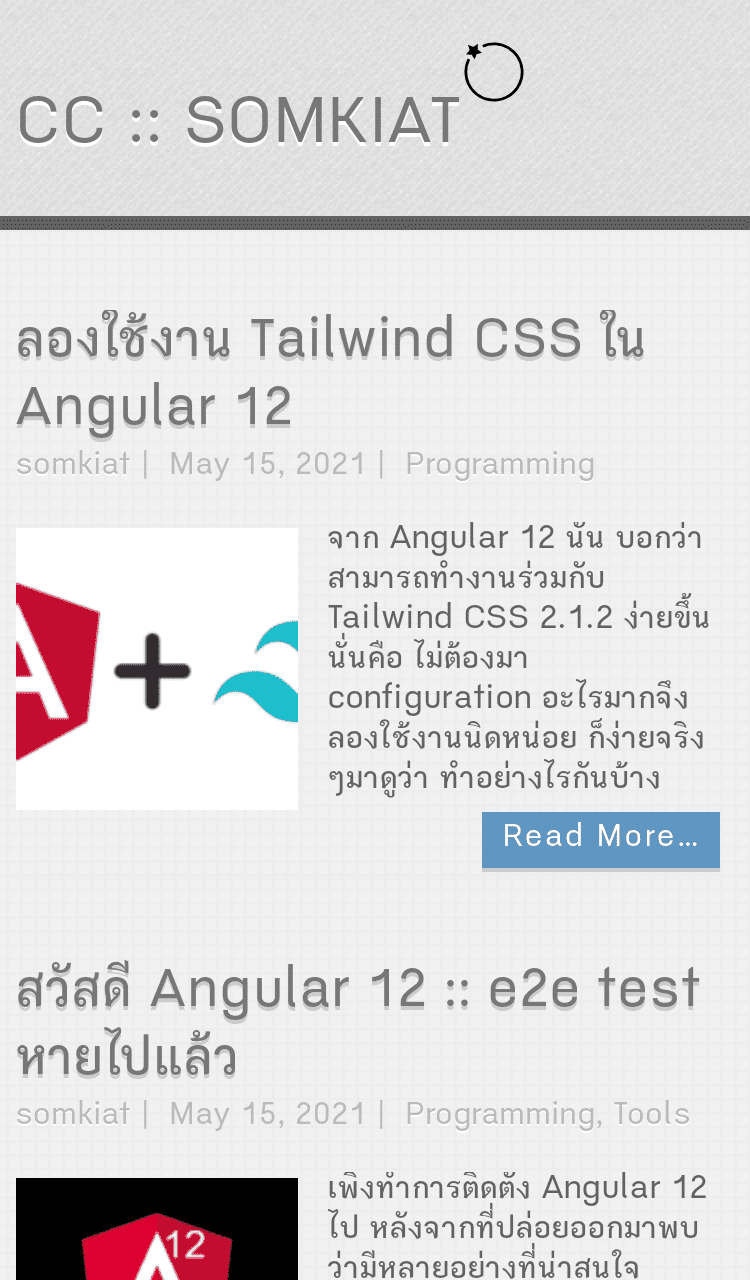 CC :: SOMKIAT
ลองใช้งาน Tailwind CSS ใน
Angular 12
somkiat | May 15, 2021 | Programming
จาก Angular 12 นัน บอกว่า
สามารถทำงานร่วมกับ
Tailwind CSS 2.1.2 ง่ายขึ้น
นั่นคือ ไม่ต้องมา
configuration อะไรมากจึง
ลองใช้งานนิดหน่อย ก็ง่ายจริง
ๆมาดูว่า ทำอย่างไรกันบ้าง
Read More…
สวัสดี Angular 12 :: e2e test
หายไปแล้ว
somkiat | May 15, 2021 | Programming, Tools
12
เพิงทำการติดตัง Angular 12
ไป หลังจากที่ปล่อยออกมาพบ
ว่ามีหลายอย่างที่น่าสนใจ